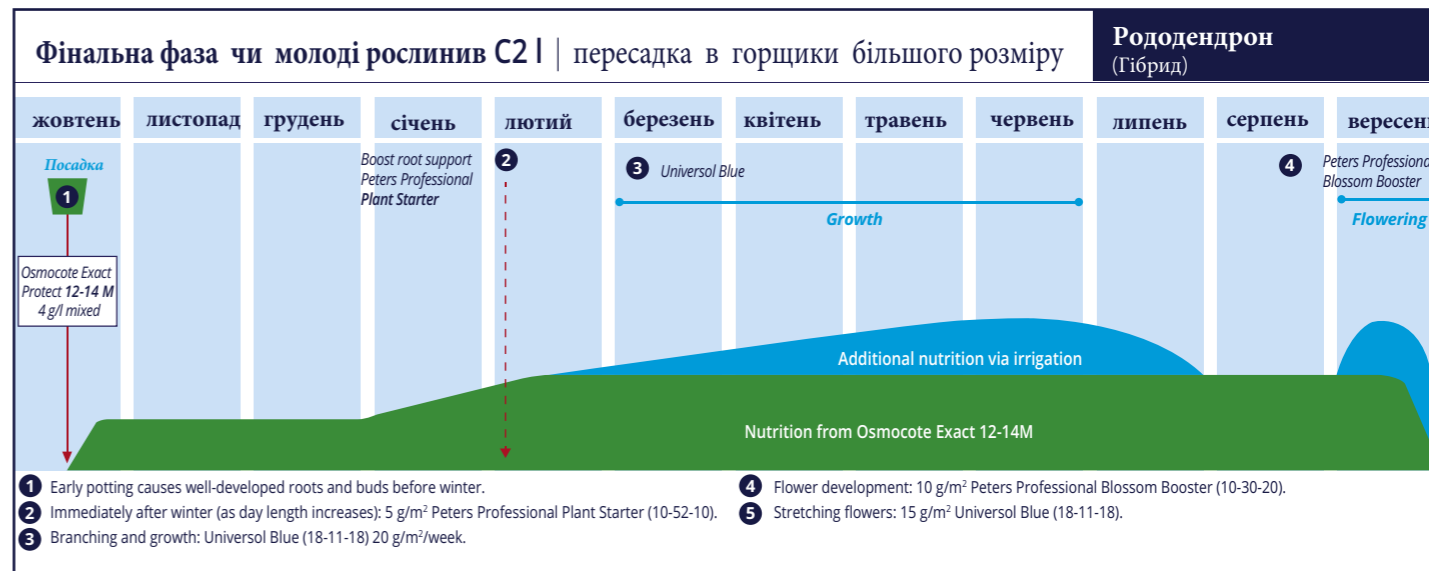 Фінальна фаза чи молоді рослинив C2 l | пересадка в горщики більшого розміру
Рододендрон
(Гібрид)
жовтень листопад грудень січень лютий березень квітень травень червень липень серпень вересень
Посадка
1
Osmocote Exact
Protect 12-14 M
4 g/l mixed
Boost root support
Peters Professional
Plant Starter
2
3 Universol Blue
Growth
4
Peters Professional
Blossom Booster
Flowering
Additional nutrition via irrigation
Nutrition from Osmocote Exact 12-14M
1 Early potting causes well-developed roots and buds before winter.
2 Immediately after winter (as day length increases): 5 g/m² Peters Professional Plant Starter (10-52-10).
3 Branching and growth: Universol Blue (18-11-18) 20 g/m²/week.
4 Flower development: 10 g/m² Peters Professional Blossom Booster (10-30-20).
5 Stretching flowers: 15 g/m² Universol Blue (18-11-18).